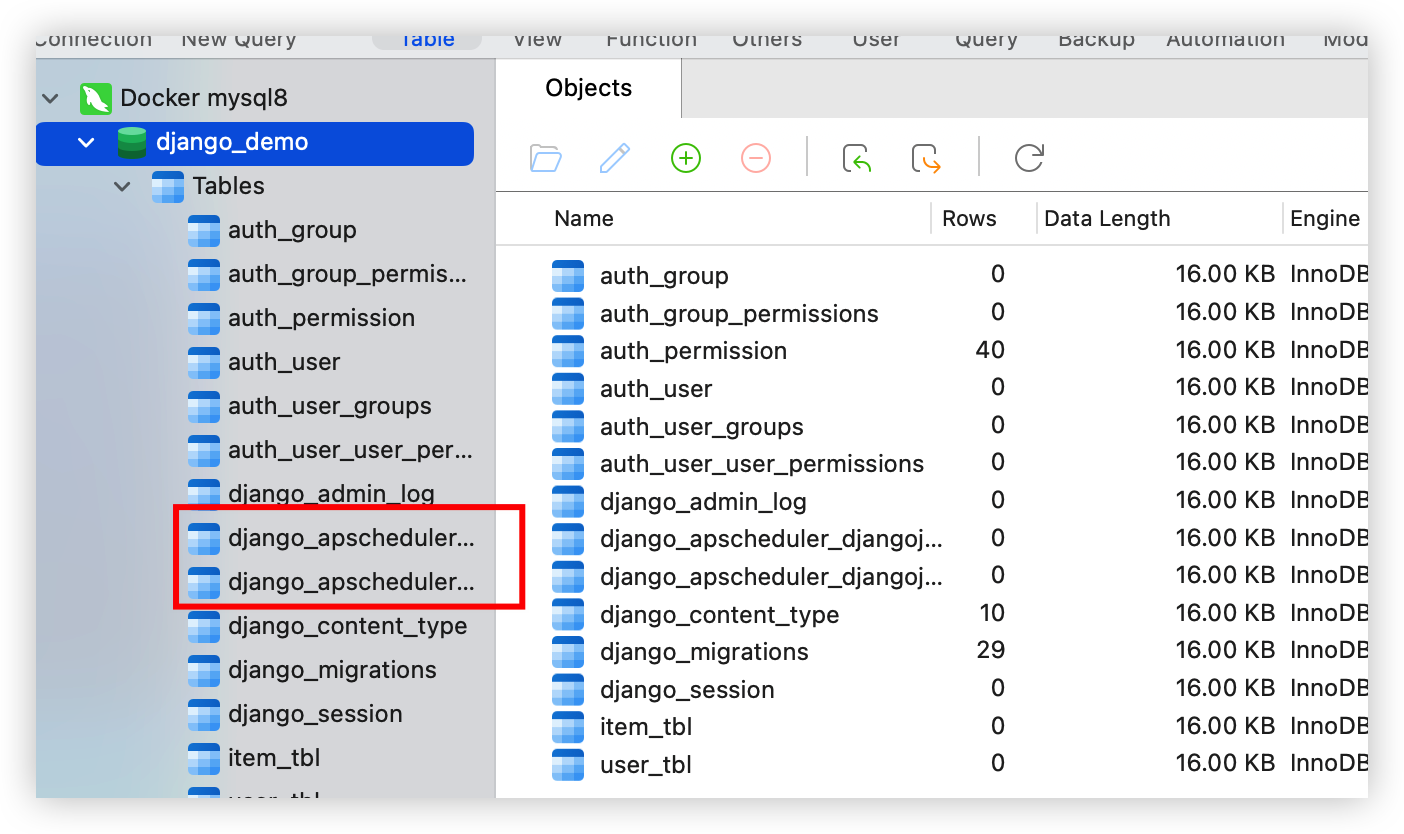 Connection New Query Table View Function Others User Query Backup Automation Mod
Docker mysql8
django_demo
Tables
auth_group
auth_group_permis...
auth_permission
auth_user
auth_user_groups
auth_user_user_per...
django_admin_log
django_apscheduler...
django_apscheduler...
django_content_type
django_migrations
django_session
item_tbl
user_tbl
Objects
Name Rows Data Length Engine
auth_group 0 16.00 KB InnoDB
auth_group_permissions 0 16.00 KB InnoDB
auth_permission 40 16.00 KB InnoDB
auth_user 0 16.00 KB InnoDB
auth_user_groups 0 16.00 KB InnoDB
auth_user_user_permissions 0 16.00 KB InnoDB
django_admin_log 0 16.00 KB InnoDB
django_apscheduler_djangoj... 0 16.00 KB InnoDB
django_apscheduler_djangoj... 0 16.00 KB InnoDB
django_content_type 10 16.00 KB InnoDB
django_migrations 29 16.00 KB InnoDB
django_session 0 16.00 KB InnoDB
item_tbl 0 16.00 KB InnoDB
user_tbl 0 16.00 KB InnoDB